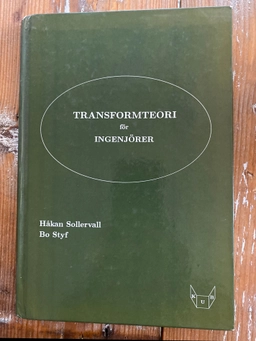 TRANSFORMTEORI
för
INGENJÖRER
Håkan Sollervall
Bo Styf
K U B